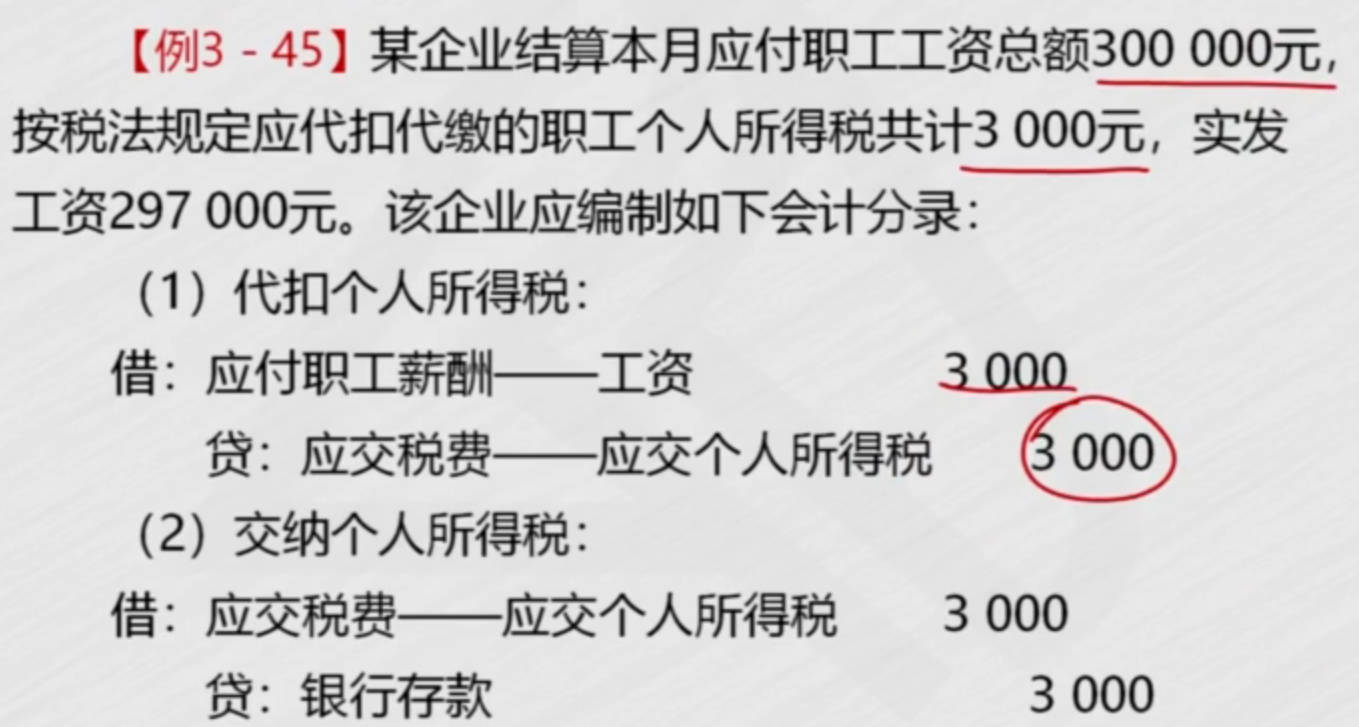 【例3 - 45】某企业结算本月应付职工工资总额300 000元，
按税法规定应代扣代缴的职工个人所得税共计3 000元，实发
工资297 000元。该企业应编制如下会计分录：
（1）代扣个人所得税：
借：应付职工薪酬——工资 3 000
贷：应交税费——应交个人所得税 3 000
（2）交纳个人所得税：
借：应交税费——应交个人所得税 3 000
贷：银行存款 3 000